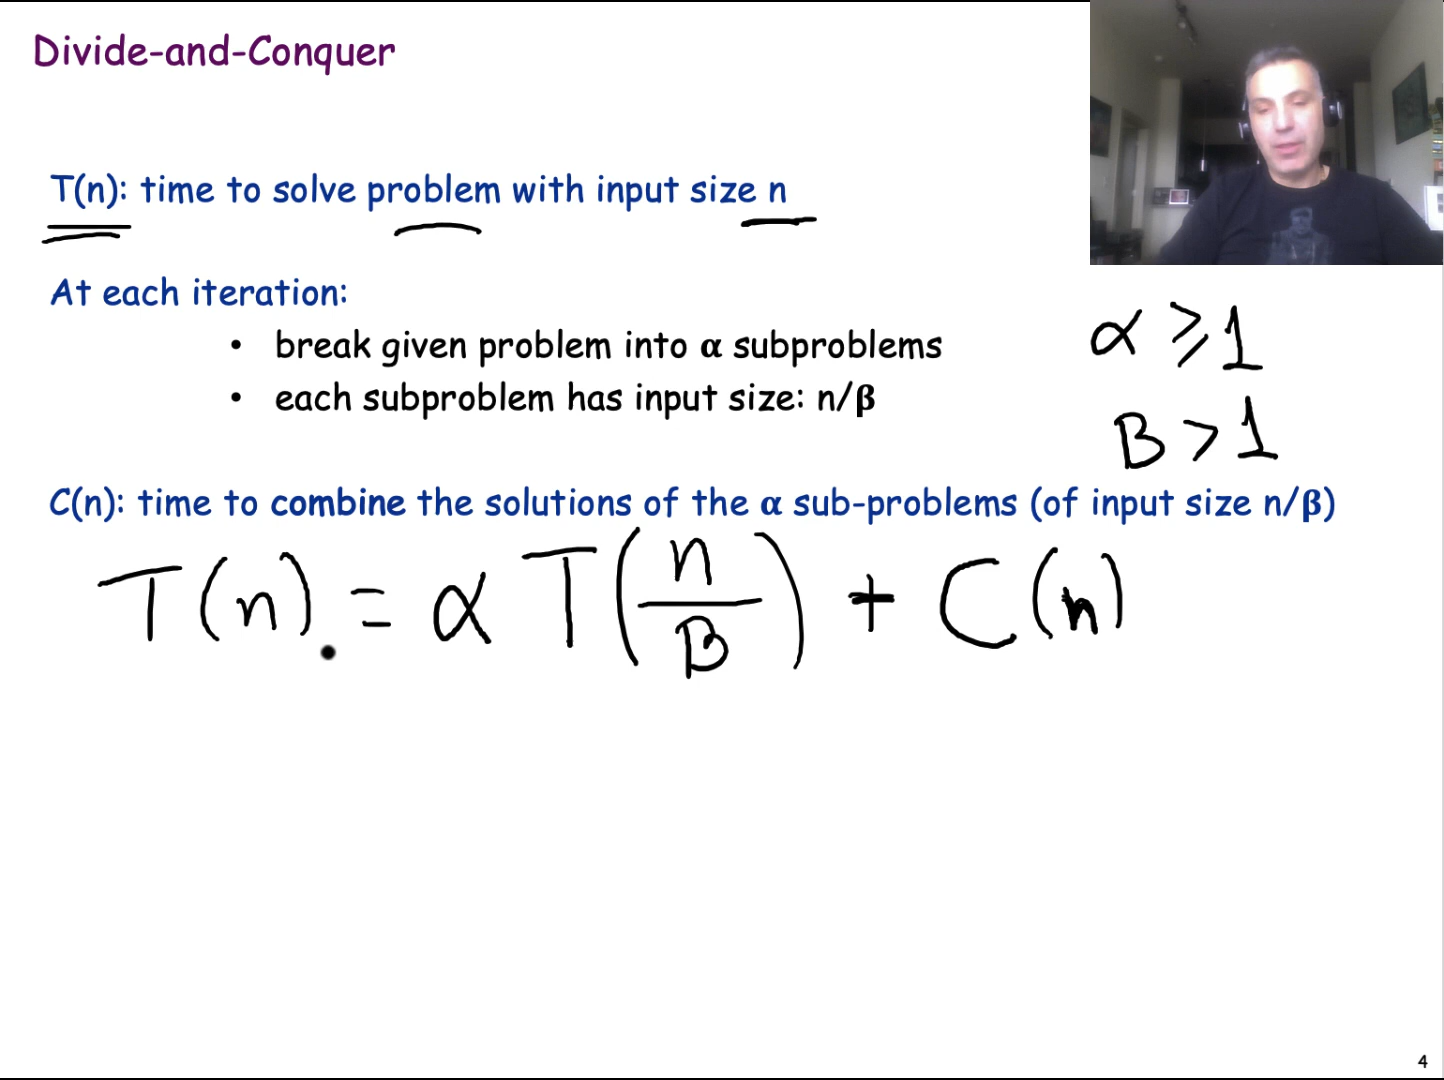 Divide-and-Conquer
T(n): time to solve problem with input size n
At each iteration:
• break given problem into α subproblems
• each subproblem has input size: n/β
α ⩾ 1
B > 1
C(n): time to combine the solutions of the α sub-problems (of input size n/β)
T(n) = α T(n/B) + C(n)
4